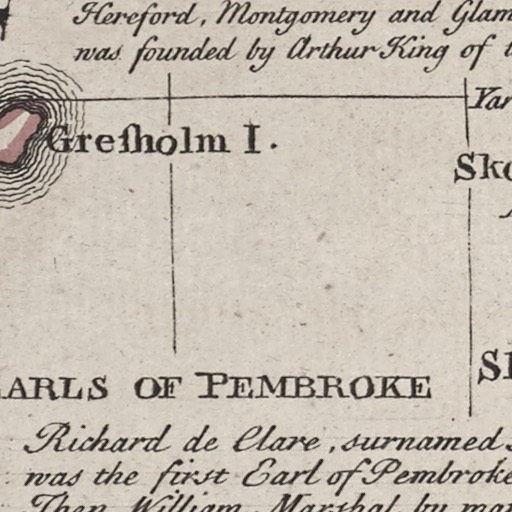 Hereford, Montgomery and Glam
was founded by Arthur King of
Yar
Greſholm I.
Sk
ARLS OF PEMBROKE
Richard de Clare, surnamed
was the first Earl of Pembroke
Then William Marshal by mar